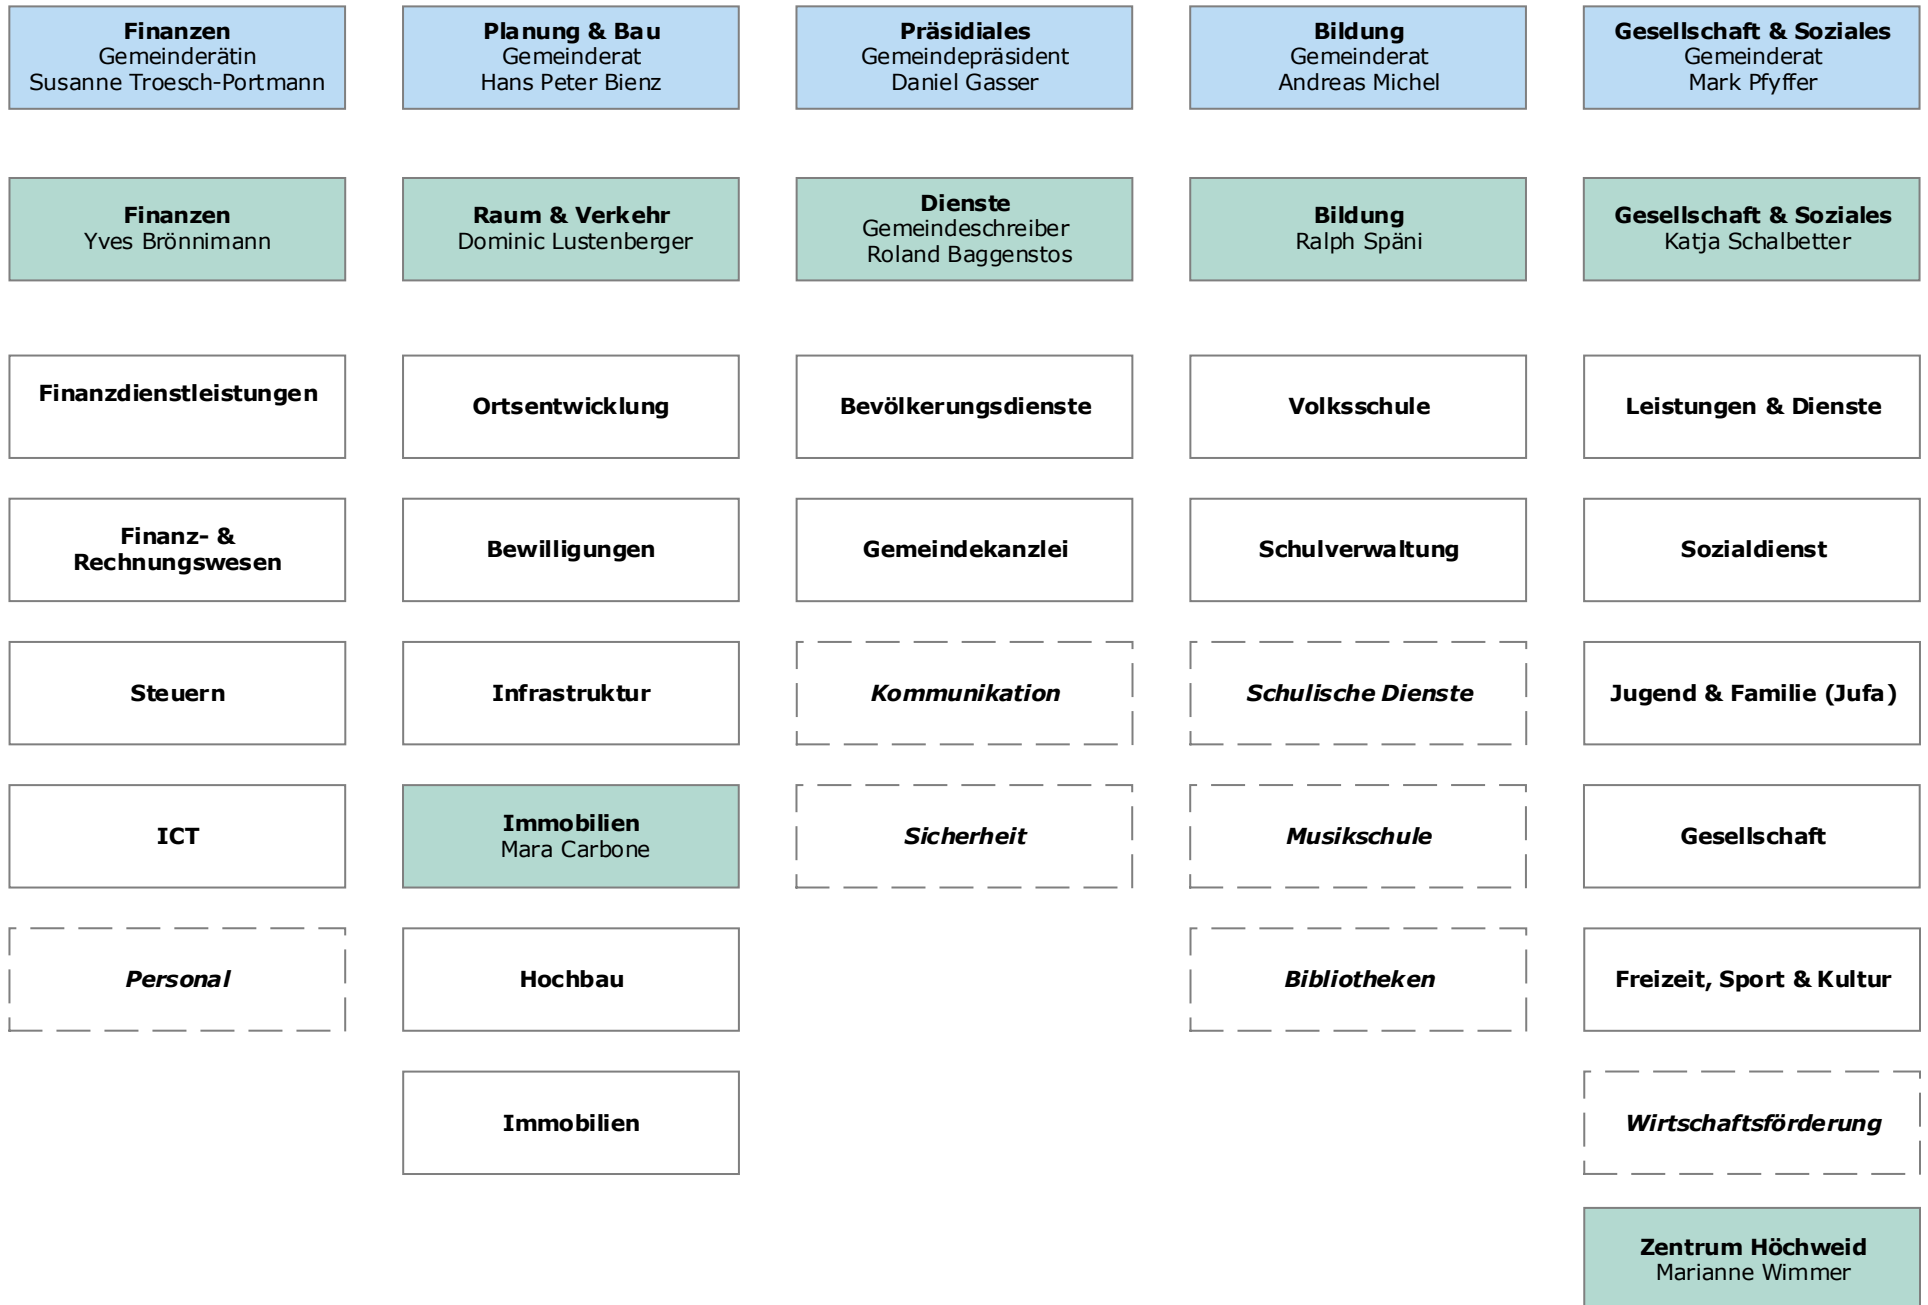 Finanzen
Gemeinderätin
Susanne Troesch-Portmann
Planung & Bau
Gemeinderat
Hans Peter Bienz
Präsidiales
Gemeindepräsident
Daniel Gasser
Bildung
Gemeinderat
Andreas Michel
Gesellschaft & Soziales
Gemeinderat
Mark Pfyffer
Finanzen
Yves Brönnimann
Raum & Verkehr
Dominic Lustenberger
Dienste
Gemeindeschreiber
Roland Baggenstos
Bildung
Ralph Späni
Gesellschaft & Soziales
Katja Schalbetter
Finanzdienstleistungen
Ortsentwicklung
Bevölkerungsdienste
Volksschule
Leistungen & Dienste
Finanz- &
Rechnungswesen
Bewilligungen
Gemeindekanzlei
Schulverwaltung
Sozialdienst
Steuern
Infrastruktur
Kommunikation
Schulische Dienste
Jugend & Familie (Jufa)
ICT
Immobilien
Mara Carbone
Sicherheit
Musikschule
Gesellschaft
Personal
Hochbau
Bibliotheken
Freizeit, Sport & Kultur
Immobilien
Wirtschaftsförderung
Zentrum Höchweid
Marianne Wimmer